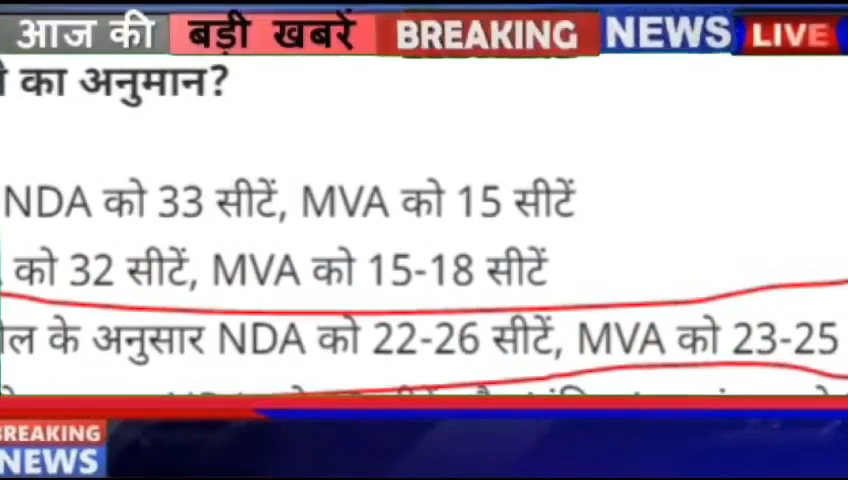 आज की बड़ी खबरें BREAKING NEWS LIVE
का अनुमान?
NDA को 33 सीटें, MVA को 15 सीटें
को 32 सीटें, MVA को 15-18 सीटें
के अनुसार NDA को 22-26 सीटें, MVA को 23-25
BREAKING
NEWS